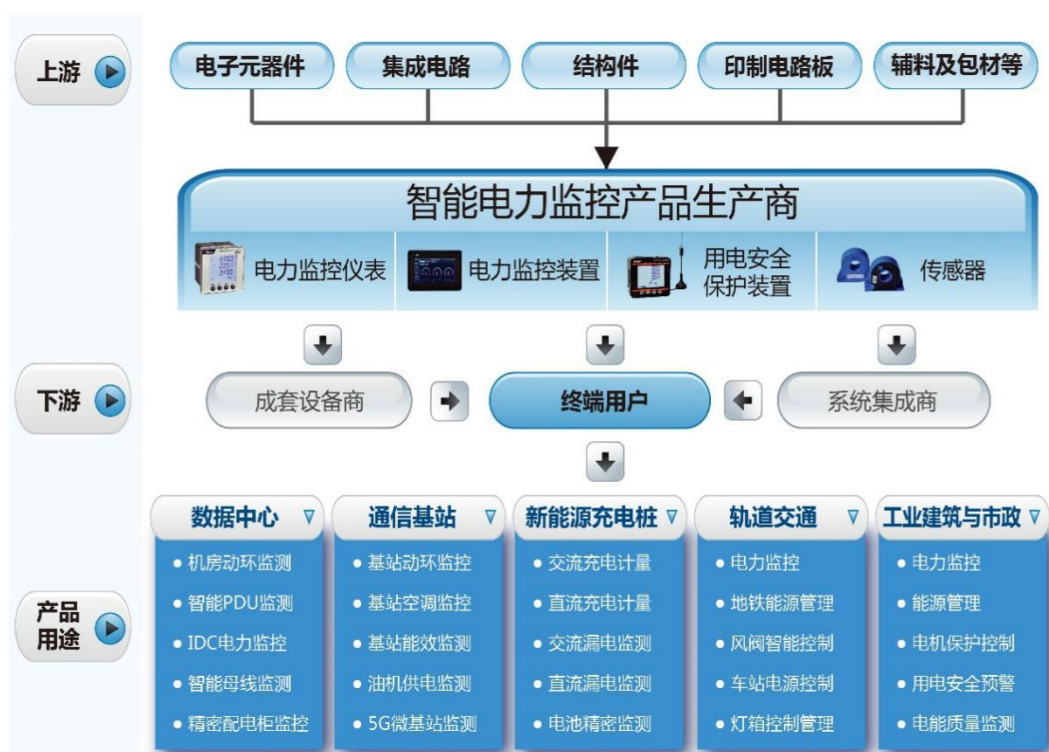 上游
电子元器件
集成电路
结构件
印制电路板
辅料及包材等
智能电力监控产品生产商
电力监控仪表
电力监控装置
用电安全
保护装置
传感器
下游
成套设备商
终端用户
系统集成商
产品
用途
数据中心
机房动环监测
智能PDU监测
IDC电力监控
智能母线监测
精密配电柜监控
通信基站
基站动环监控
基站空调监控
基站能效监测
油机供电监测
5G微基站监测
新能源充电桩
交流充电计量
直流充电计量
交流漏电监测
直流漏电监测
电池精密监测
轨道交通
电力监控
地铁能源管理
风阀智能控制
车站电源控制
灯箱控制管理
工业建筑与市政
电力监控
能源管理
电机保护控制
用电安全预警
电能质量监测